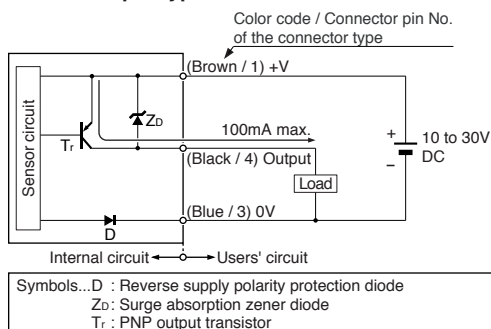 Color code / Connector pin No.
of the connector type
(Brown / 1) +V
Sensor circuit
Tr
ZD
100mA max.
(Black / 4) Output
Load
+
−
10 to 30V
DC
(Blue / 3) 0V
D
Internal circuit
Users' circuit
Symbols...D : Reverse supply polarity protection diode
ZD : Surge absorption zener diode
Tr : PNP output transistor